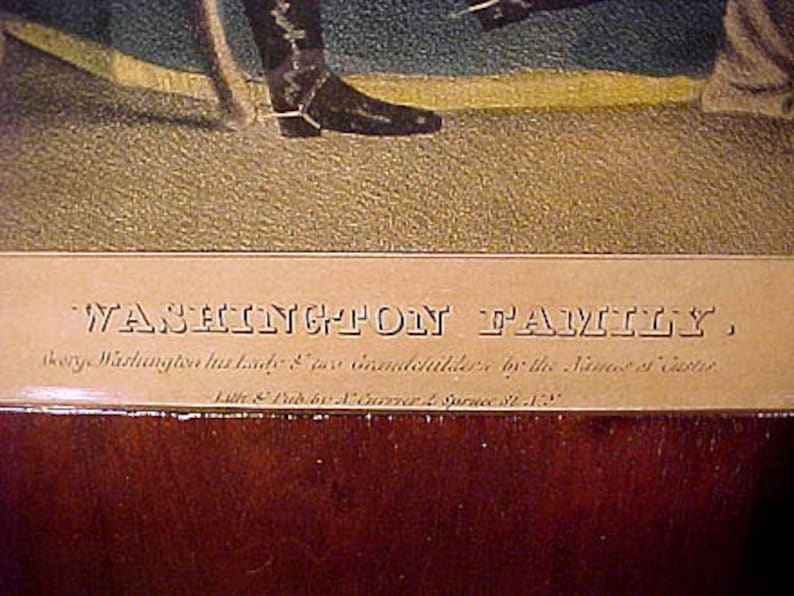 WASHINGTON FAMILY.
George Washington his Lady & two Grandchilder's by the Names of Custis.
Lith & Pub. by N. Currier 2 Spruce St. N.Y.